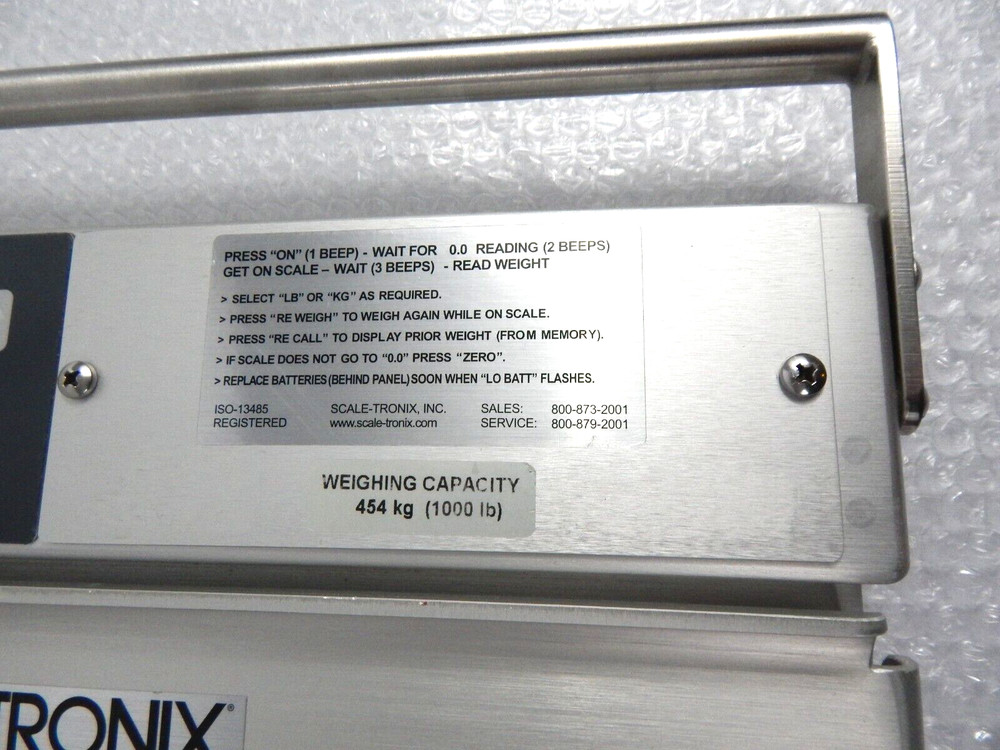 PRESS “ON” (1 BEEP) - WAIT FOR 0.0 READING (2 BEEPS)
GET ON SCALE – WAIT (3 BEEPS) - READ WEIGHT
> SELECT “LB” OR “KG” AS REQUIRED.
> PRESS “RE WEIGH” TO WEIGH AGAIN WHILE ON SCALE.
> PRESS “RE CALL” TO DISPLAY PRIOR WEIGHT (FROM MEMORY).
> IF SCALE DOES NOT GO TO “0.0” PRESS “ZERO”.
> REPLACE BATTERIES (BEHIND PANEL) SOON WHEN “LO BATT” FLASHES.
ISO-13485 SCALE-TRONIX, INC. SALES: 800-873-2001
REGISTERED www.scale-tronix.com SERVICE: 800-879-2001
WEIGHING CAPACITY
454 kg (1000 lb)
TRONIX®